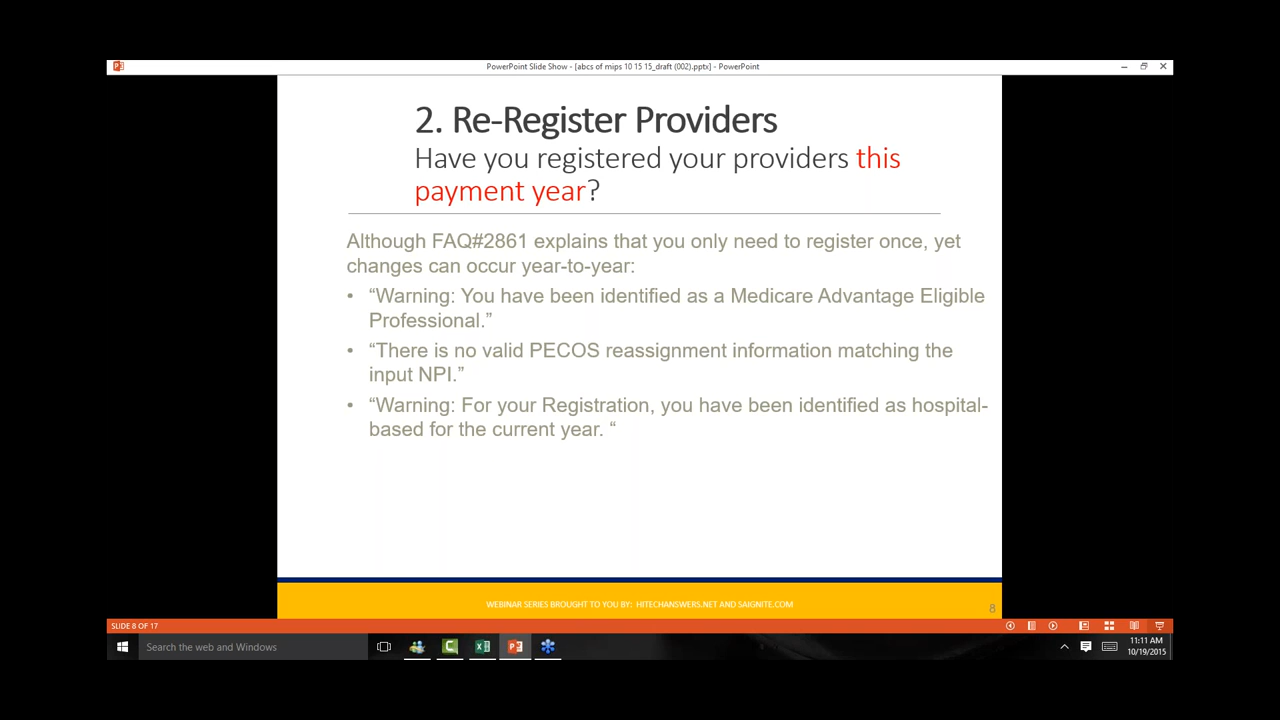 PowerPoint Slide Show - [abcs of mips 10 15 15_draft (002).pptx] - PowerPoint
2. Re-Register Providers
Have you registered your providers this
payment year?
Although FAQ#2861 explains that you only need to register once, yet
changes can occur year-to-year:
• “Warning: You have been identified as a Medicare Advantage Eligible
Professional.”
• “There is no valid PECOS reassignment information matching the
input NPI.”
• “Warning: For your Registration, you have been identified as hospital-
based for the current year. “
WEBINAR SERIES BROUGHT TO YOU BY: HITECHANSWERS.NET AND SAIGNITE.COM
8
SLIDE 8 OF 17
Search the web and Windows
11:11 AM
10/19/2015